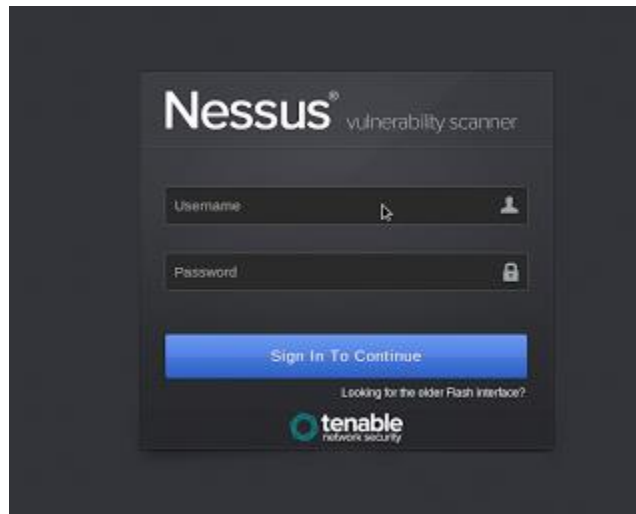 Nessus® vulnerability scanner
Username
Password
Sign In To Continue
Looking for the older Flash interface?
tenable
network security